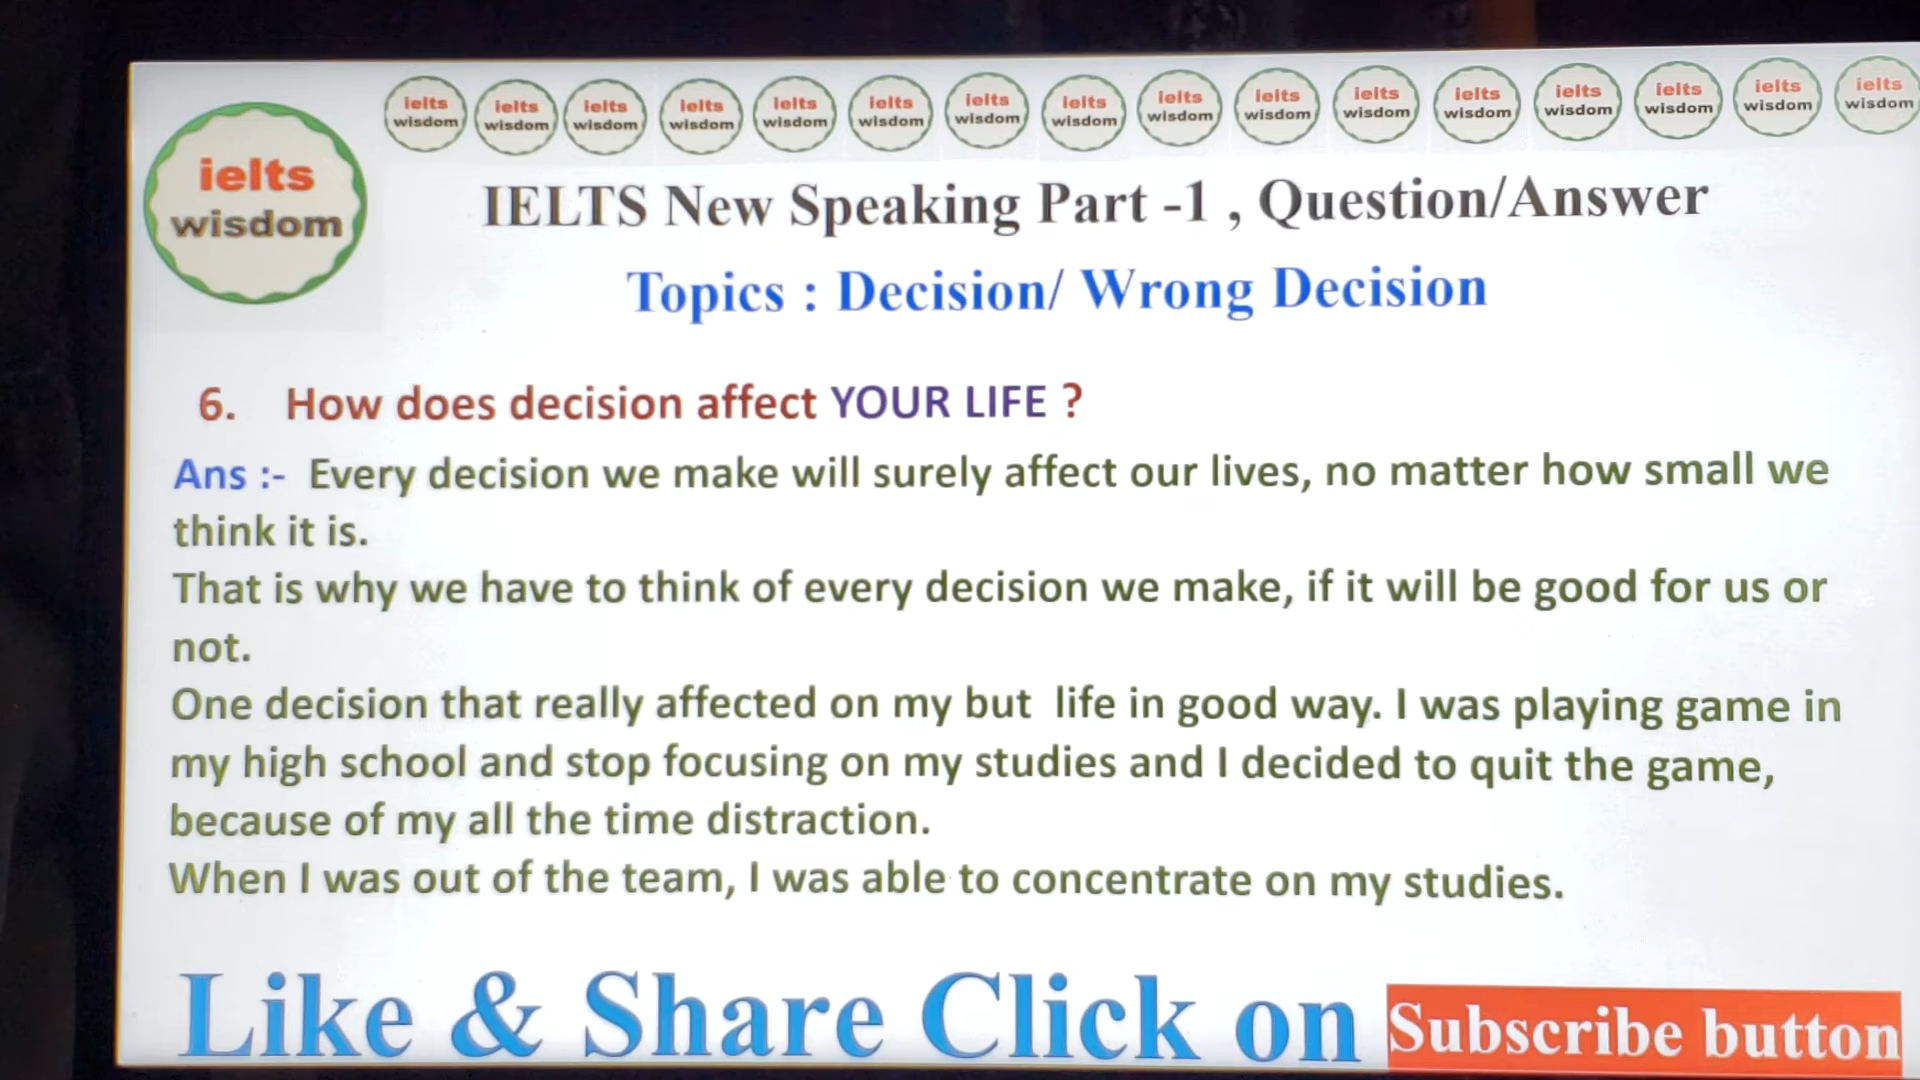 ielts wisdom ielts wisdom ielts wisdom ielts wisdom ielts wisdom ielts wisdom ielts wisdom ielts wisdom ielts wisdom ielts wisdom ielts wisdom ielts wisdom ielts wisdom ielts wisdom ielts wisdom ielts wisdom
ielts
wisdom
IELTS New Speaking Part -1 , Question/Answer
Topics : Decision/ Wrong Decision
6. How does decision affect YOUR LIFE ?
Ans :- Every decision we make will surely affect our lives, no matter how small we
think it is.
That is why we have to think of every decision we make, if it will be good for us or
not.
One decision that really affected on my but life in good way. I was playing game in
my high school and stop focusing on my studies and I decided to quit the game,
because of my all the time distraction.
When I was out of the team, I was able to concentrate on my studies.
Like & Share Click on Subscribe button